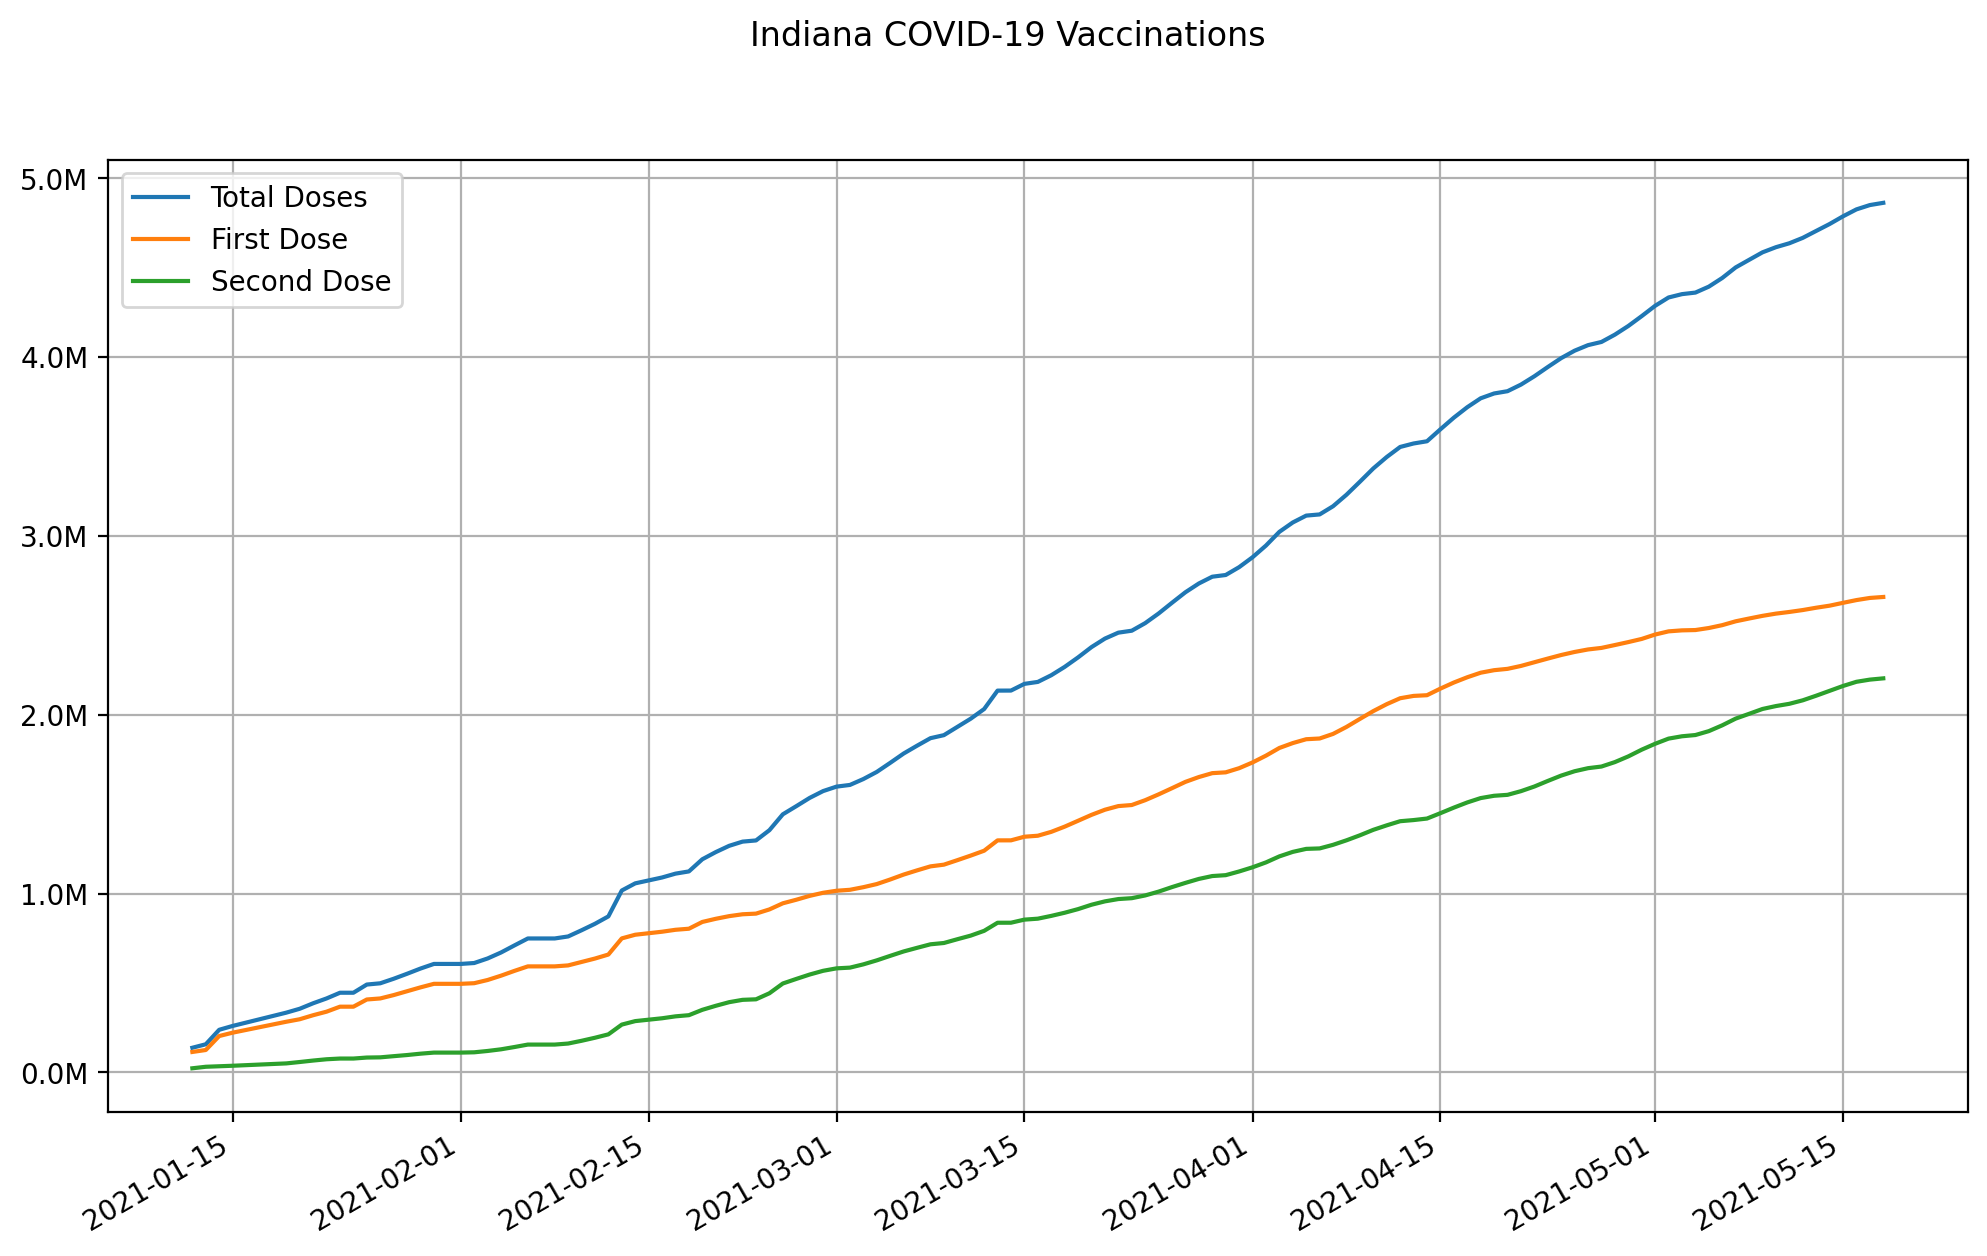 Indiana COVID-19 Vaccinations
5.0M
4.0M
3.0M
2.0M
1.0M
0.0M
Total Doses
First Dose
Second Dose
2021-01-15
2021-02-01
2021-02-15
2021-03-01
2021-03-15
2021-04-01
2021-04-15
2021-05-01
2021-05-15